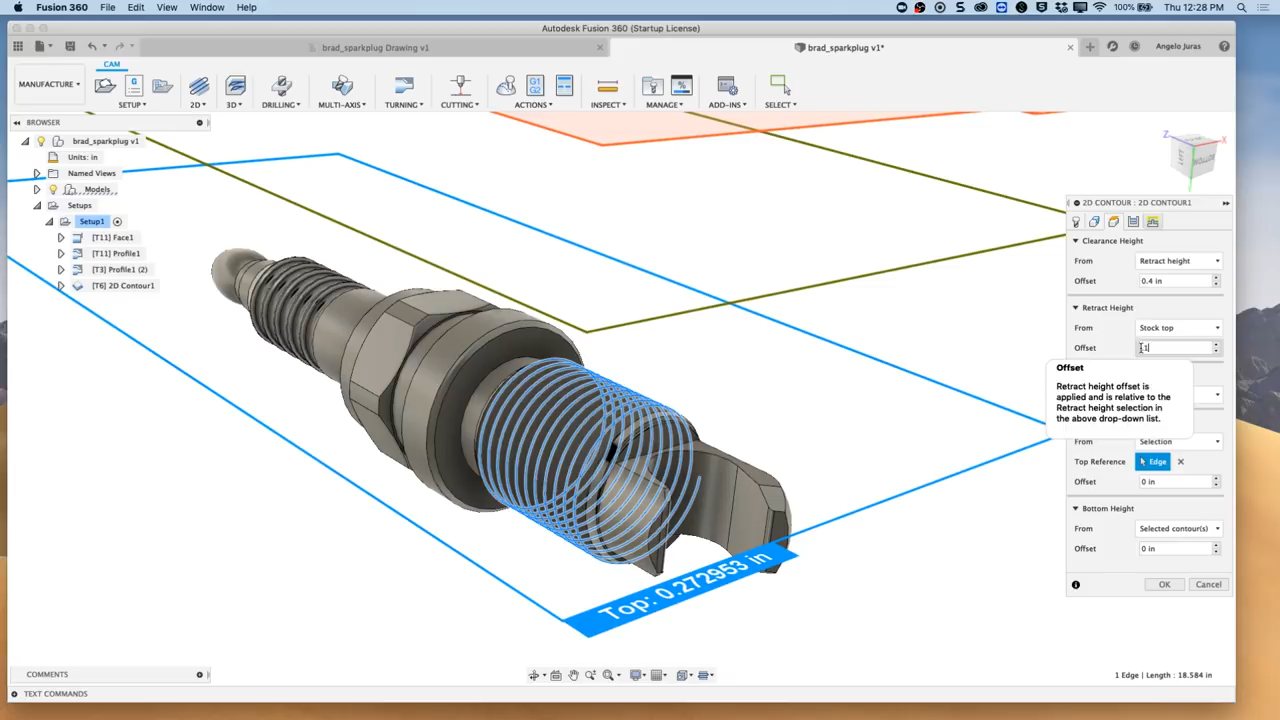 Fusion 360 File Edit View Window Help 100% Thu 12:28 PM
Autodesk Fusion 360 (Startup License)
brad_sparkplug Drawing v1 brad_sparkplug v1* Angelo Juras
CAM
MANUFACTURE
SETUP 2D 3D DRILLING MULTI-AXIS TURNING CUTTING ACTIONS INSPECT MANAGE ADD-INS SELECT
G
G1
G2
BROWSER
brad_sparkplug v1
Units: in
Named Views
Models
Setups
Setup1
[T11] Face1
[T11] Profile1
[T3] Profile1 (2)
[T6] 2D Contour1
Z
X
Top: 0.272953 in
2D CONTOUR : 2D CONTOUR1
Clearance Height
From Retract height
Offset 0.4 in
Retract Height
From Stock top
Offset .1
Offset
Retract height offset is
applied and is relative to the
Retract height selection in
the above drop-down list.
From Selection
Top Reference Edge
Offset 0 in
Bottom Height
From Selected contour(s)
Offset 0 in
OK Cancel
COMMENTS
1 Edge | Length : 18.584 in
TEXT COMMANDS